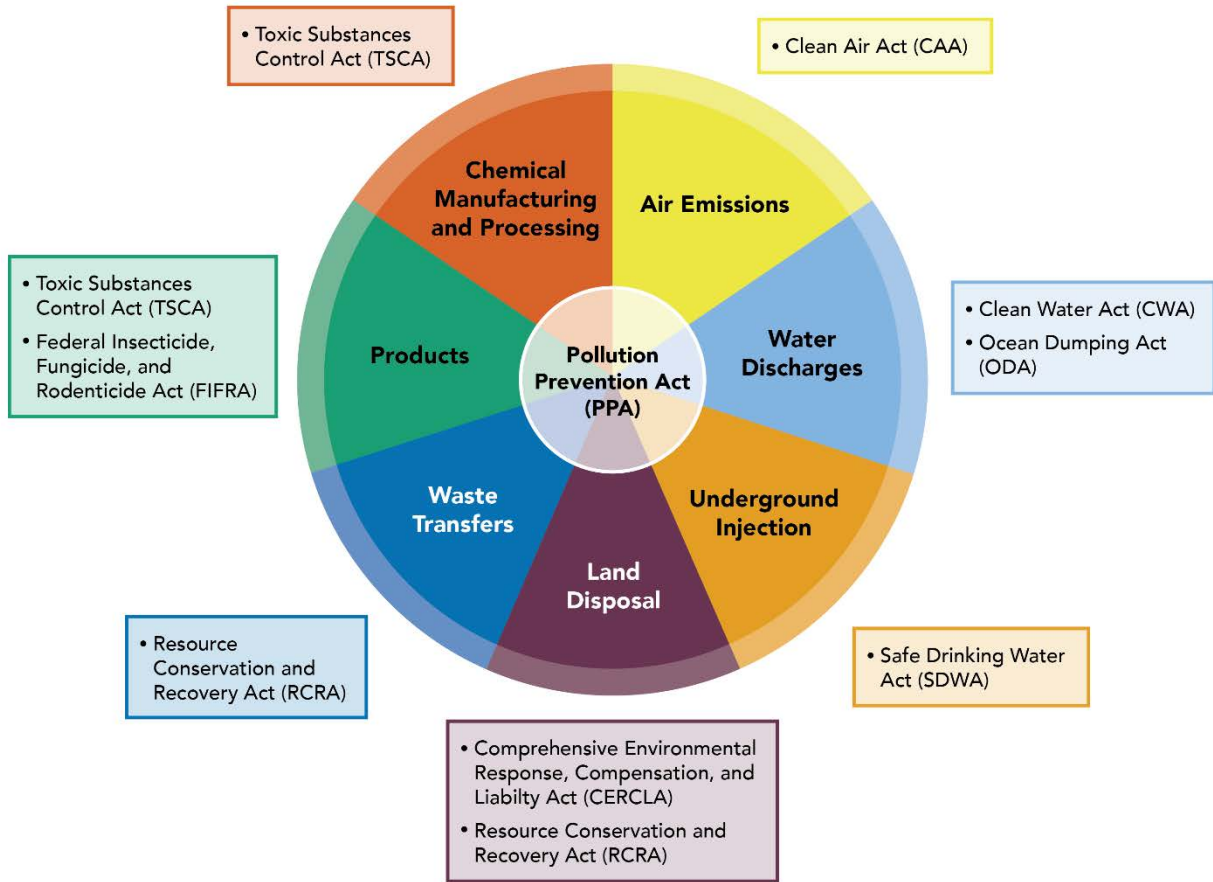 • Toxic Substances
Control Act (TSCA)
• Clean Air Act (CAA)
Chemical
Manufacturing
and Processing
Air Emissions
• Toxic Substances
Control Act (TSCA)
• Federal Insecticide,
Fungicide, and
Rodenticide Act (FIFRA)
Products
Pollution
Prevention Act
(PPA)
Water
Discharges
• Clean Water Act (CWA)
• Ocean Dumping Act
(ODA)
Waste
Transfers
Land
Disposal
Underground
Injection
• Resource
Conservation and
Recovery Act (RCRA)
• Safe Drinking Water
Act (SDWA)
• Comprehensive Environmental
Response, Compensation, and
Liabilty Act (CERCLA)
• Resource Conservation and
Recovery Act (RCRA)